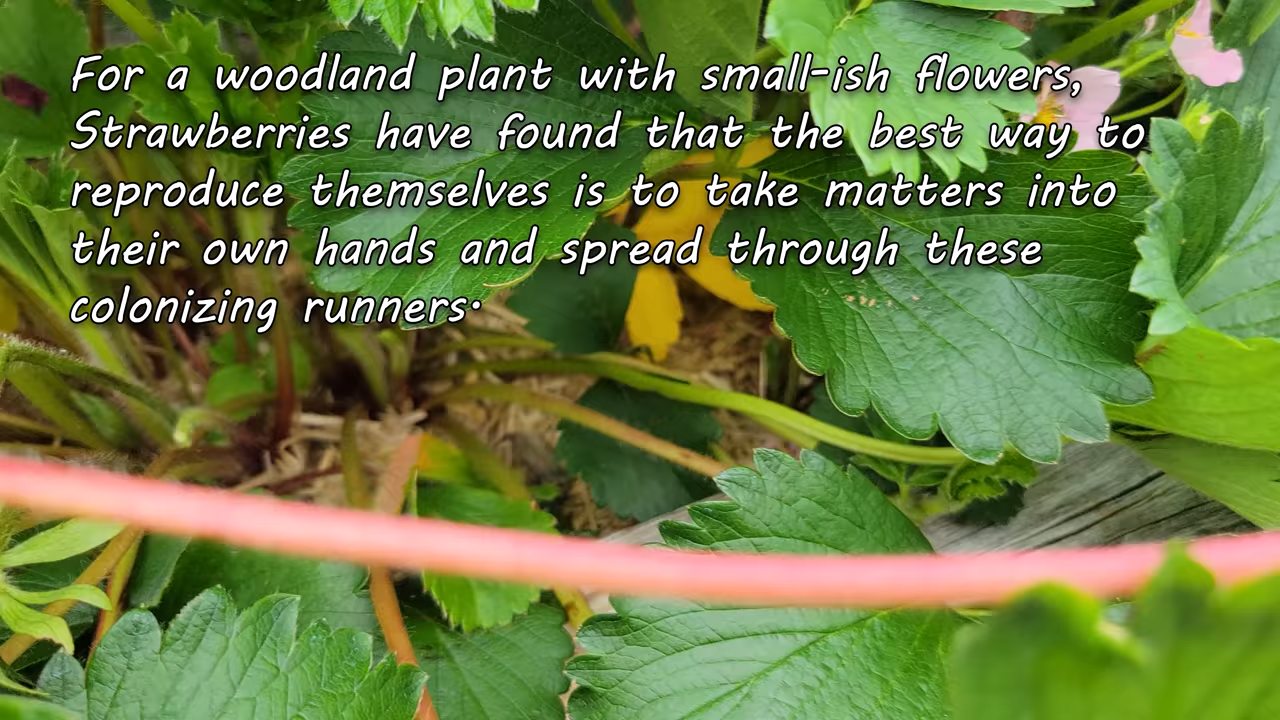 For a woodland plant with small-ish flowers,
Strawberries have found that the best way to
reproduce themselves is to take matters into
their own hands and spread through these
colonizing runners.